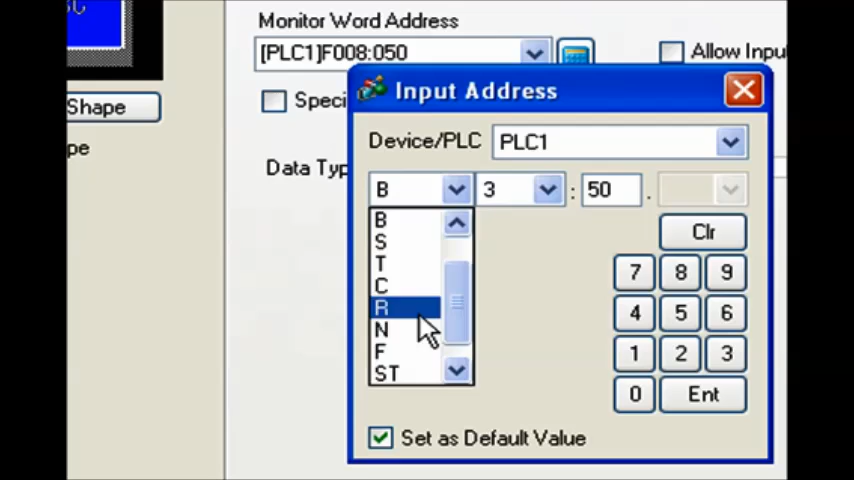 Monitor Word Address
[PLC1]F008:050
Allow Inpu
Input Address
Shape
Speci
pe
Device/PLC
PLC1
Data Typ
B
3
:
50
.
B
S
T
C
R
N
F
ST
Clr
7 8 9
4 5 6
1 2 3
0 Ent
Set as Default Value